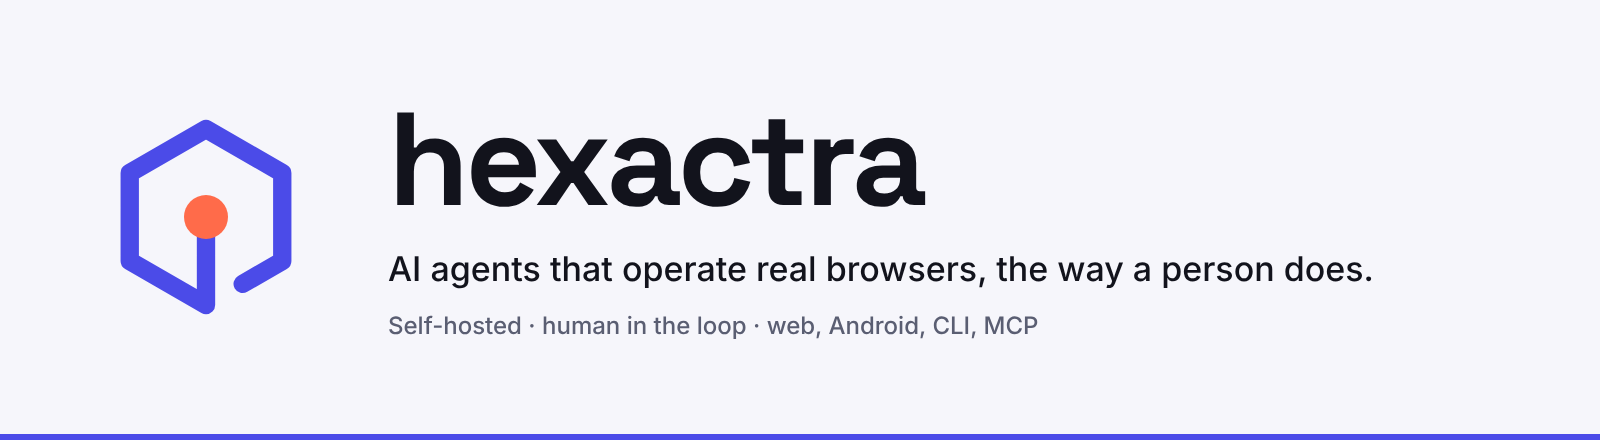 hexactra
AI agents that operate real browsers, the way a person does.
Self-hosted · human in the loop · web, Android, CLI, MCP